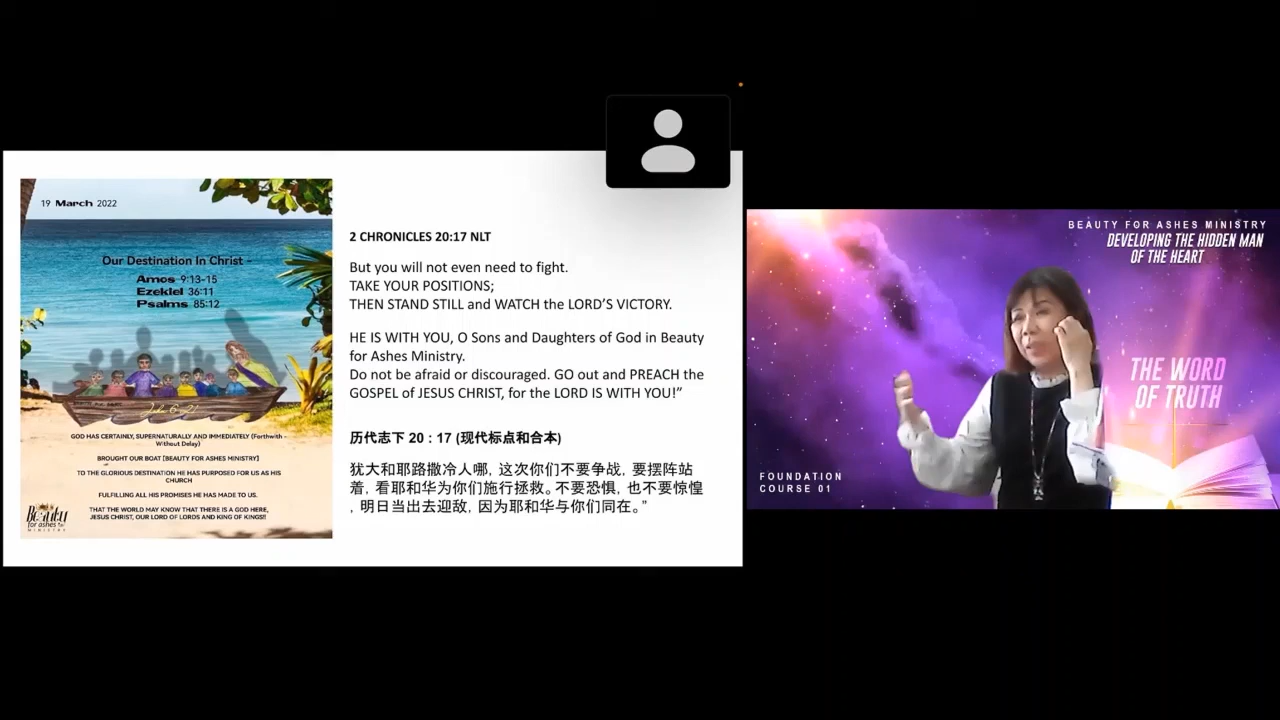 19 March 2022
Our Destination In Christ -
Amos 9:13-15
Ezekiel 36:11
Psalms 85:12
John 6:21
GOD HAS CERTAINLY, SUPERNATURALLY AND IMMEDIATELY (Forthwith -
Without Delay)
BROUGHT OUR BOAT [BEAUTY FOR ASHES MINISTRY]
TO THE GLORIOUS DESTINATION HE HAS PURPOSED FOR US AS HIS
CHURCH
FULFILLING ALL HIS PROMISES HE HAS MADE TO US.
THAT THE WORLD MAY KNOW THAT THERE IS A GOD HERE,
JESUS CHRIST, OUR LORD OF LORDS AND KING OF KINGS!!
Beauty
for ashes
MINISTRY
2 CHRONICLES 20:17 NLT
But you will not even need to fight.
TAKE YOUR POSITIONS;
THEN STAND STILL and WATCH the LORD’S VICTORY.
HE IS WITH YOU, O Sons and Daughters of God in Beauty
for Ashes Ministry.
Do not be afraid or discouraged. GO out and PREACH the
GOSPEL of JESUS CHRIST, for the LORD IS WITH YOU!”
历代志下 20：17 (现代标点和合本)
犹大和耶路撒冷人哪，这次你们不要争战，要摆阵站
着，看耶和华为你们施行拯救。不要恐惧，也不要惊惶
，明日当出去迎敌，因为耶和华与你们同在。”
BEAUTY FOR ASHES MINISTRY
DEVELOPING THE HIDDEN MAN
OF THE HEART
THE WORD
OF TRUTH
FOUNDATION
COURSE 01